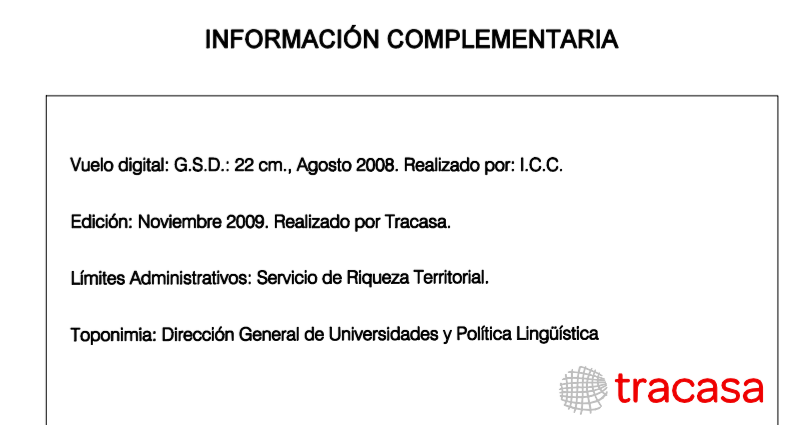 INFORMACIÓN COMPLEMENTARIA
Vuelo digital: G.S.D.: 22 cm., Agosto 2008. Realizado por: I.C.C.
Edición: Noviembre 2009. Realizado por Tracasa.
Límites Administrativos: Servicio de Riqueza Territorial.
Toponimia: Dirección General de Universidades y Política Lingüística
tracasa